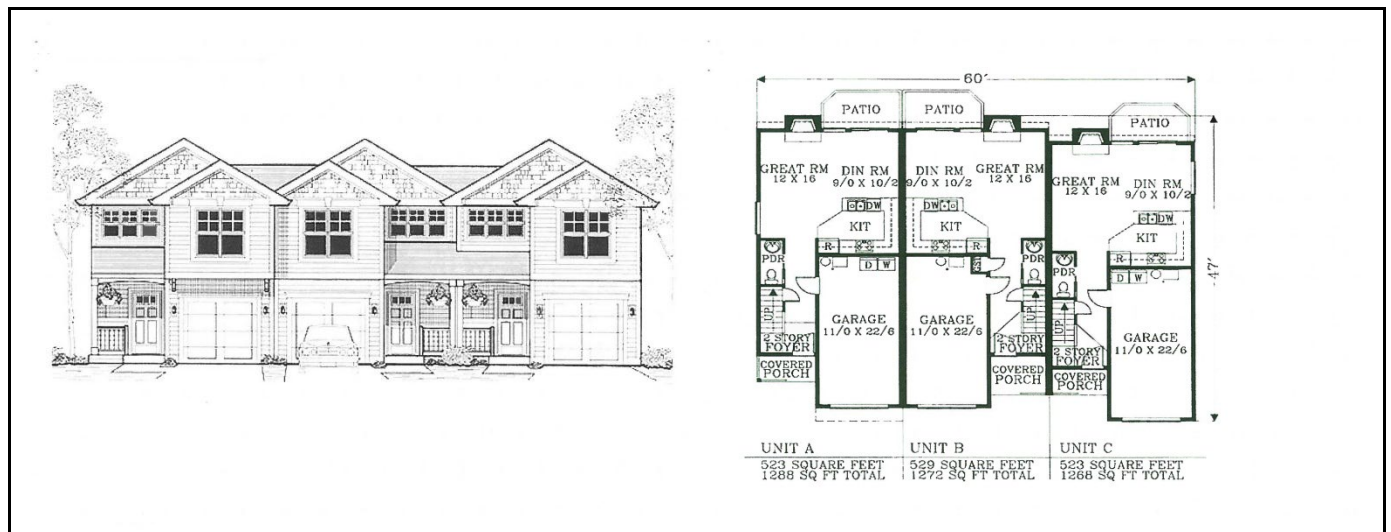 60'
PATIO
PATIO
PATIO
GREAT RM
12 X 16
DIN RM
9/0 X 10/2
DIN RM
9/0 X 10/2
GREAT RM
12 X 16
GREAT RM
12 X 16
DIN RM
9/0 X 10/2
DW
KIT
R
DW
KIT
R
DW
KIT
R
47'
PDR
D W
PDR
PDR
D W
UP
GARAGE
11/0 X 22/6
GARAGE
11/0 X 22/6
UP
UP
GARAGE
11/0 X 22/6
2 STORY
FOYER
2 STORY
FOYER
2 STORY
FOYER
COVERED
PORCH
COVERED
PORCH
COVERED
PORCH
UNIT A
523 SQUARE FEET
1288 SQ FT TOTAL
UNIT B
529 SQUARE FEET
1272 SQ FT TOTAL
UNIT C
523 SQUARE FEET
1268 SQ FT TOTAL